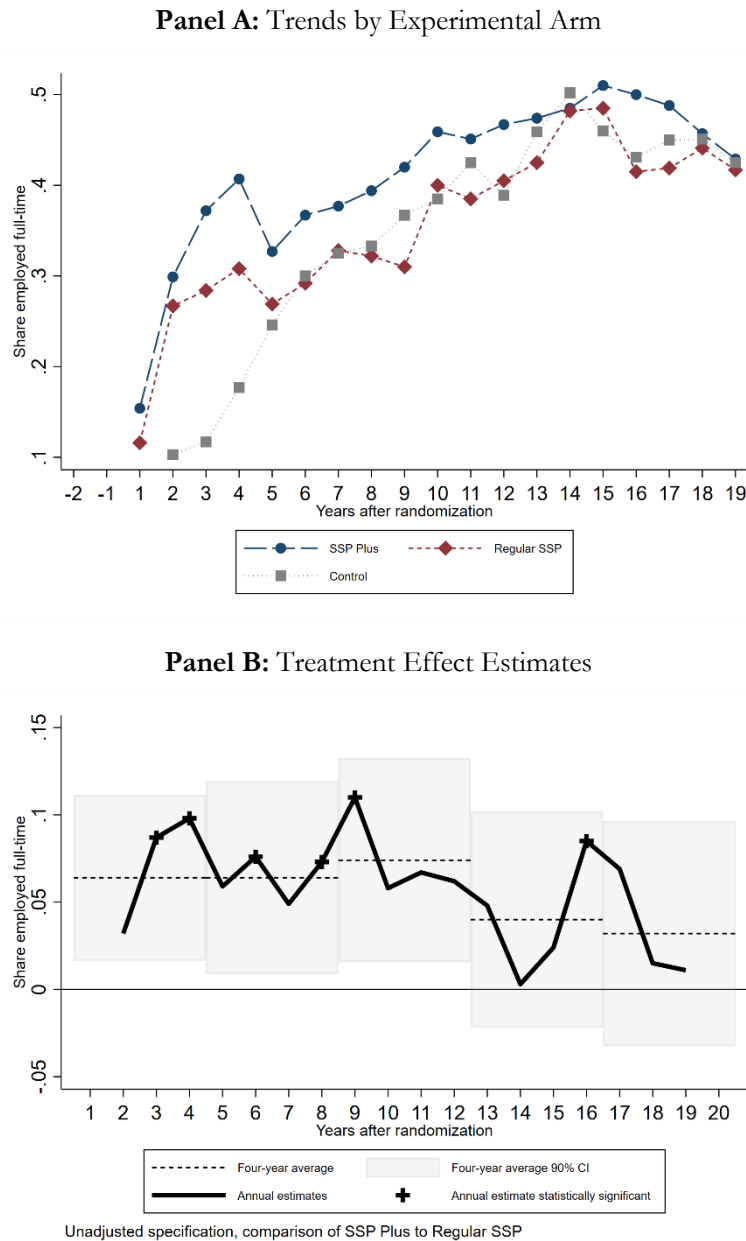 Panel A: Trends by Experimental Arm
Share employed full-time
.5
.4
.3
.2
.1
-2 -1 1 2 3 4 5 6 7 8 9 10 11 12 13 14 15 16 17 18 19
Years after randomization
SSP Plus Regular SSP
Control
Panel B: Treatment Effect Estimates
Share employed full-time
.15
.1
.05
0
-.05
1 2 3 4 5 6 7 8 9 10 11 12 13 14 15 16 17 18 19 20
Years after randomization
Four-year average Four-year average 90% CI
Annual estimates Annual estimate statistically significant
Unadjusted specification, comparison of SSP Plus to Regular SSP